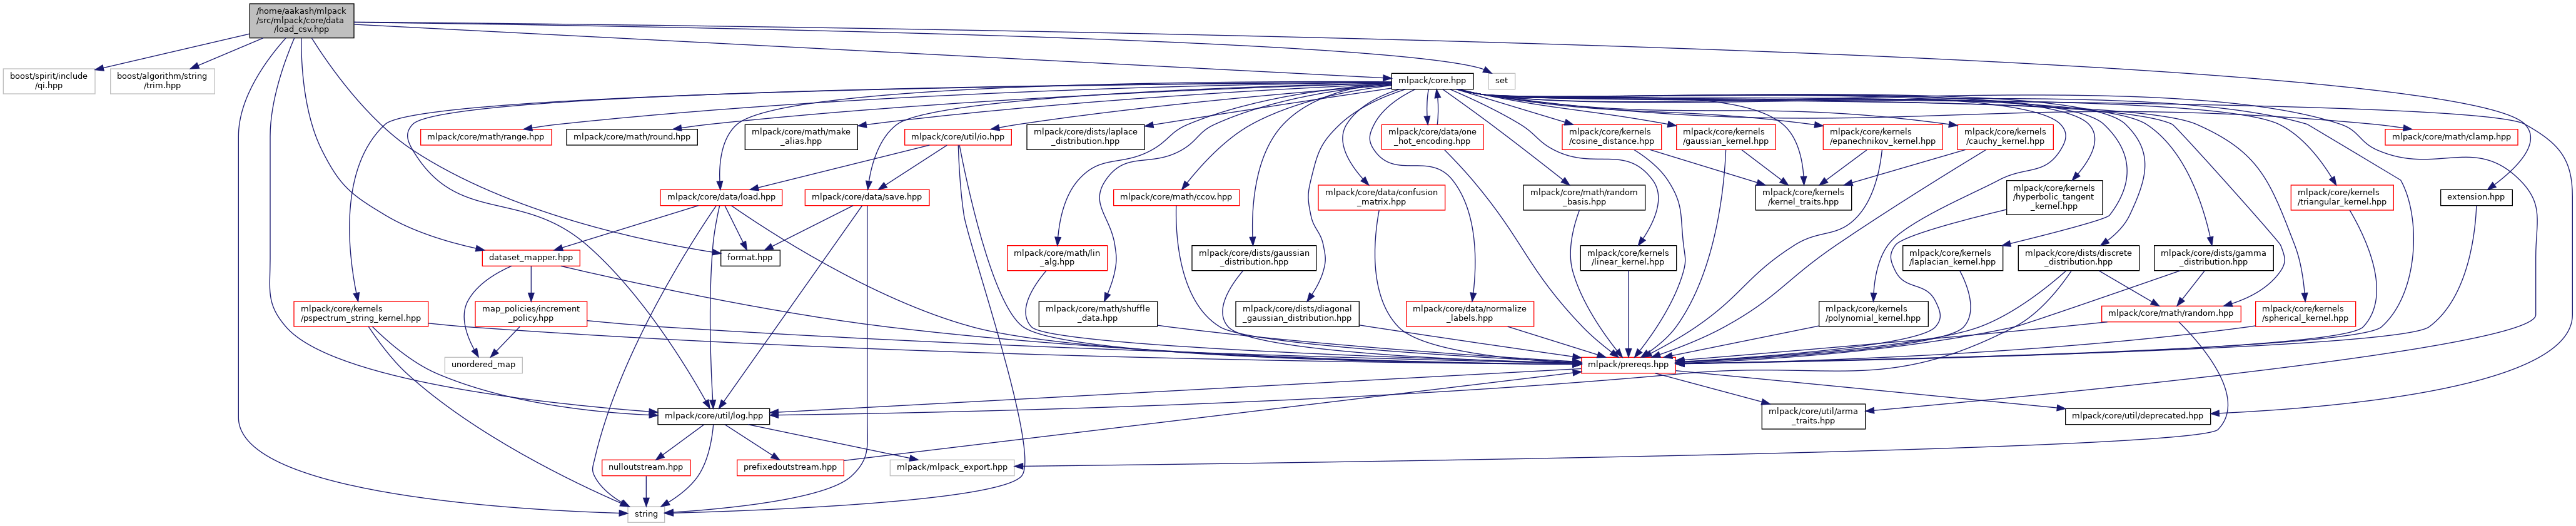 /home/aakash/mlpack
/src/mlpack/core/data
/load_csv.hpp
boost/spirit/include
/qi.hpp
boost/algorithm/string
/trim.hpp
mlpack/core.hpp
set
mlpack/core/math/range.hpp
mlpack/core/math/round.hpp
mlpack/core/math/make
_alias.hpp
mlpack/core/util/io.hpp
mlpack/core/dists/laplace
_distribution.hpp
mlpack/core/data/one
_hot_encoding.hpp
mlpack/core/kernels
/cosine_distance.hpp
mlpack/core/kernels
/gaussian_kernel.hpp
mlpack/core/kernels
/epanechnikov_kernel.hpp
mlpack/core/kernels
/cauchy_kernel.hpp
mlpack/core/math/clamp.hpp
mlpack/core/data/load.hpp
mlpack/core/data/save.hpp
mlpack/core/math/ccov.hpp
mlpack/core/data/confusion
_matrix.hpp
mlpack/core/math/random
_basis.hpp
mlpack/core/kernels
/kernel_traits.hpp
mlpack/core/kernels
/hyperbolic_tangent
_kernel.hpp
mlpack/core/kernels
/triangular_kernel.hpp
extension.hpp
dataset_mapper.hpp
format.hpp
mlpack/core/math/lin
_alg.hpp
mlpack/core/dists/gaussian
_distribution.hpp
mlpack/core/kernels
/linear_kernel.hpp
mlpack/core/kernels
/laplacian_kernel.hpp
mlpack/core/dists/discrete
_distribution.hpp
mlpack/core/dists/gamma
_distribution.hpp
mlpack/core/kernels
/pspectrum_string_kernel.hpp
map_policies/increment
_policy.hpp
mlpack/core/math/shuffle
_data.hpp
mlpack/core/dists/diagonal
_gaussian_distribution.hpp
mlpack/core/data/normalize
_labels.hpp
mlpack/core/kernels
/polynomial_kernel.hpp
mlpack/core/math/random.hpp
mlpack/core/kernels
/spherical_kernel.hpp
unordered_map
mlpack/prereqs.hpp
mlpack/core/util/log.hpp
mlpack/core/util/arma
_traits.hpp
mlpack/core/util/deprecated.hpp
nulloutstream.hpp
prefixedoutstream.hpp
mlpack/mlpack_export.hpp
string